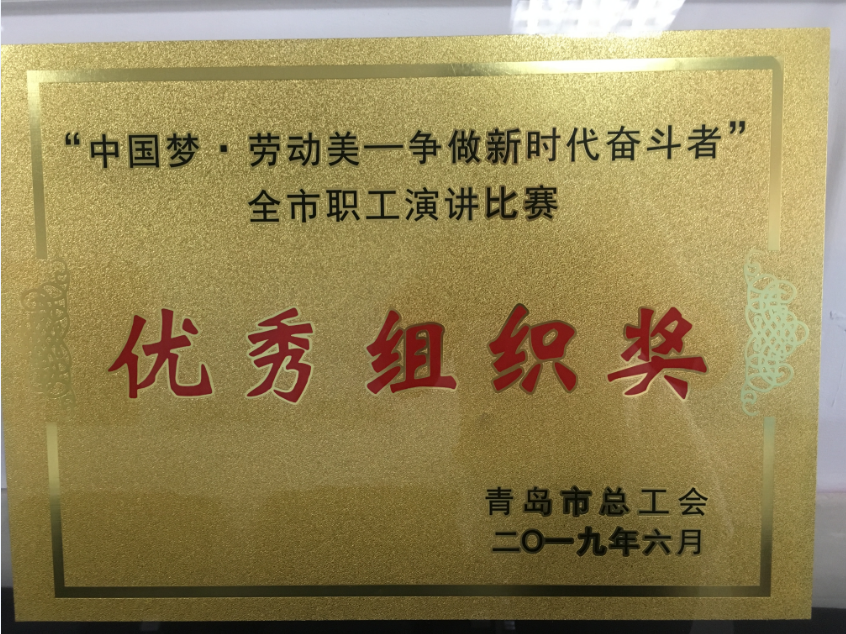 “中国梦·劳动美—争做新时代奋斗者”
全市职工演讲比赛
优秀组织奖
青岛市总工会
二〇一九年六月